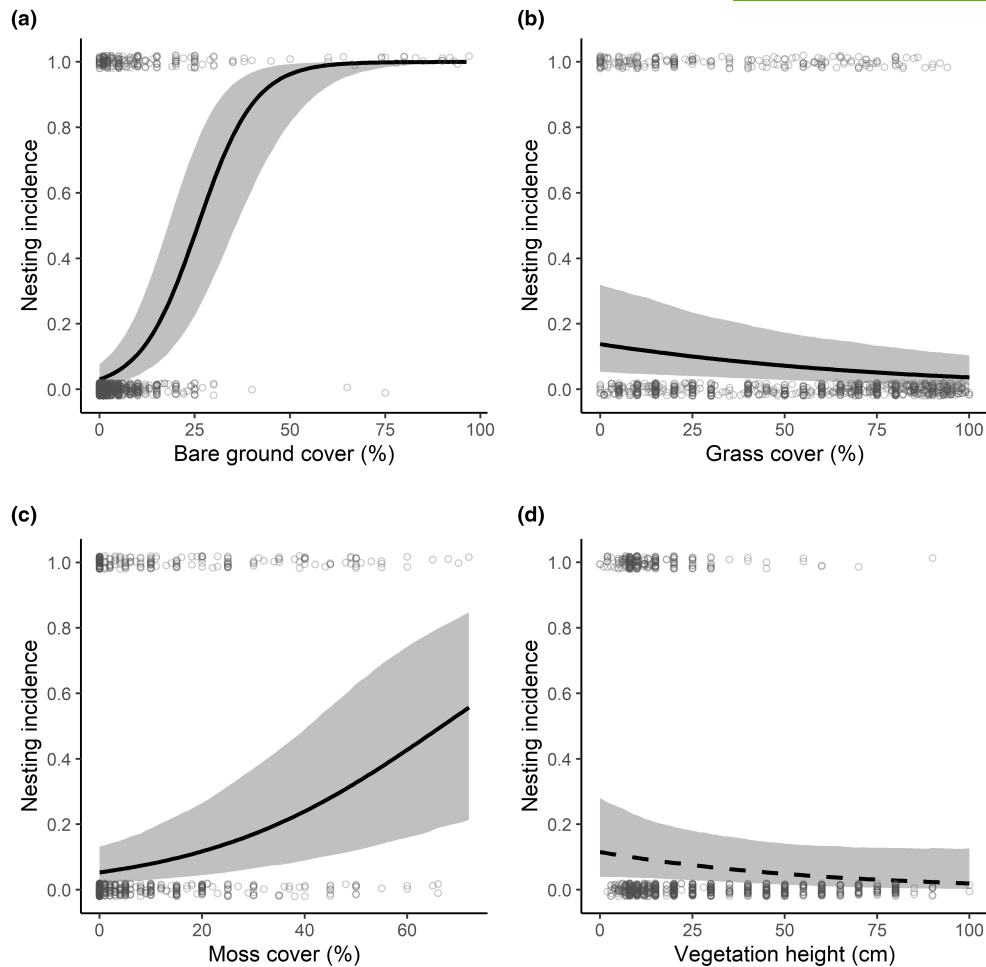 (a)
1.0
0.8
0.6
0.4
0.2
0.0
Nesting incidence
0 25 50 75 100
Bare ground cover (%)
(b)
1.0
0.8
0.6
0.4
0.2
0.0
Nesting incidence
0 25 50 75 100
Grass cover (%)
(c)
1.0
0.8
0.6
0.4
0.2
0.0
Nesting incidence
0 20 40 60
Moss cover (%)
(d)
1.0
0.8
0.6
0.4
0.2
0.0
Nesting incidence
0 25 50 75 100
Vegetation height (cm)